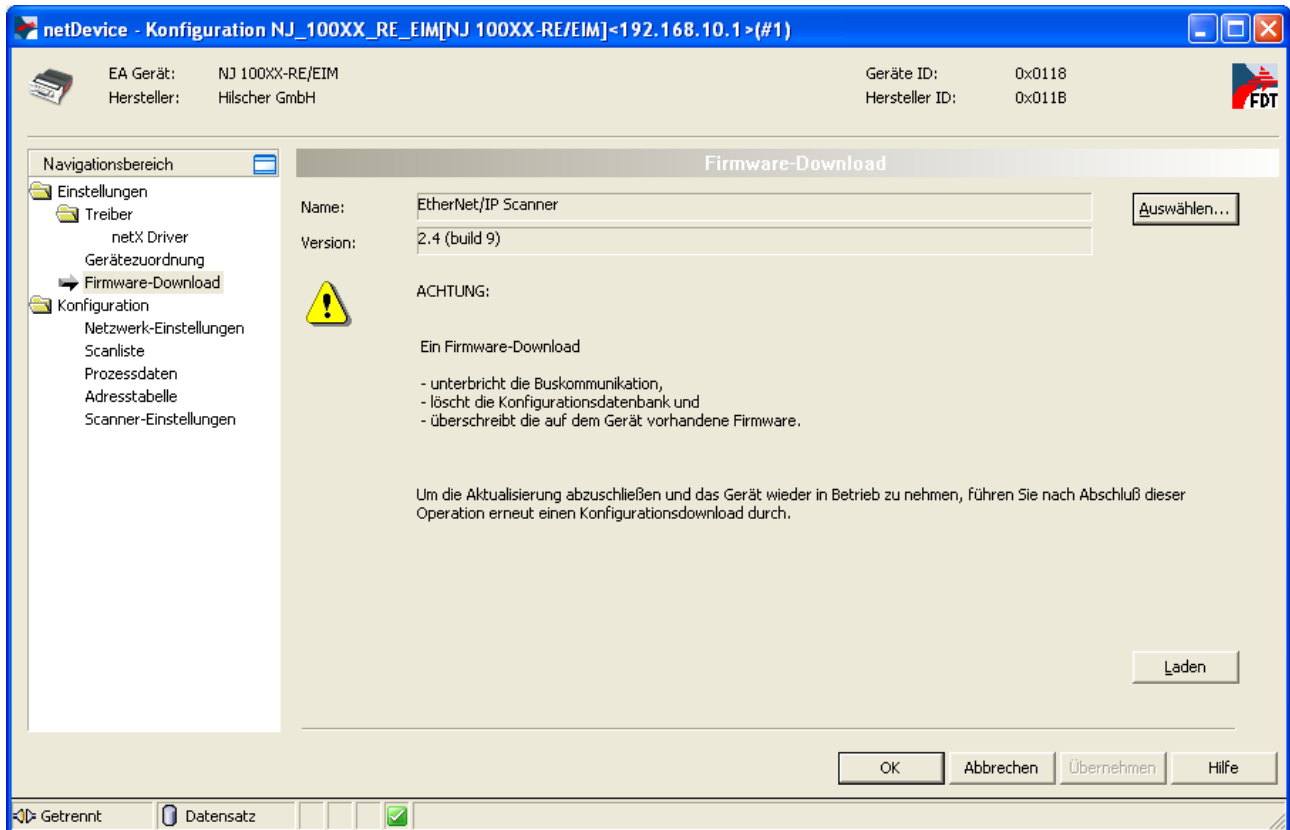 netDevice - Konfiguration NJ_100XX_RE_EIM[NJ 100XX-RE/EIM]<192.168.10.1>(#1)
EA Gerät: NJ 100XX-RE/EIM Geräte ID: 0x0118
Hersteller: Hilscher GmbH Hersteller ID: 0x011B
FDT
Navigationsbereich
Einstellungen
Treiber
netX Driver
Gerätezuordnung
Firmware-Download
Konfiguration
Netzwerk-Einstellungen
Scanliste
Prozessdaten
Adresstabelle
Scanner-Einstellungen
Firmware-Download
Name: EtherNet/IP Scanner Auswählen...
Version: 2.4 (build 9)
ACHTUNG:
Ein Firmware-Download
- unterbricht die Buskommunikation,
- löscht die Konfigurationsdatenbank und
- überschreibt die auf dem Gerät vorhandene Firmware.
Um die Aktualisierung abzuschließen und das Gerät wieder in Betrieb zu nehmen, führen Sie nach Abschluß dieser
Operation erneut einen Konfigurationsdownload durch.
Laden
OK Abbrechen Übernehmen Hilfe
Getrennt Datensatz